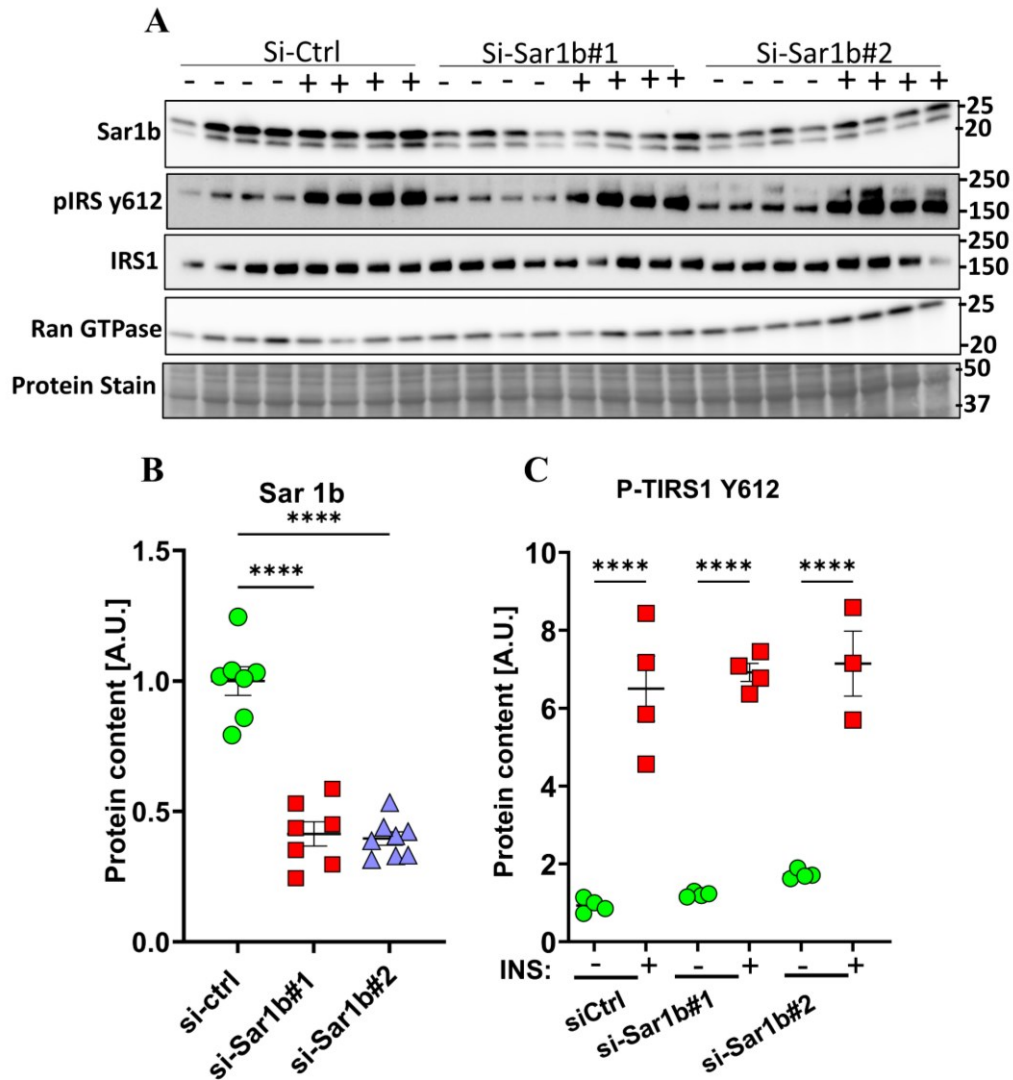 A
Si-Ctrl Si-Sar1b#1 Si-Sar1b#2
- - - - + + + + - - - - + + + + - - - - + + + +
Sar1b
-25
-20
pIRS y612
-250
-150
IRS1
-250
-150
Ran GTPase
-25
-20
Protein Stain
-50
-37
B
Sar 1b
****
****
Protein content [A.U.]
1.5
1.0
0.5
0.0
si-ctrl si-Sar1b#1 si-Sar1b#2
C
P-TIRS1 Y612
**** **** ****
Protein content [A.U.]
10
8
6
4
2
0
INS: - + - + - +
siCtrl si-Sar1b#1 si-Sar1b#2